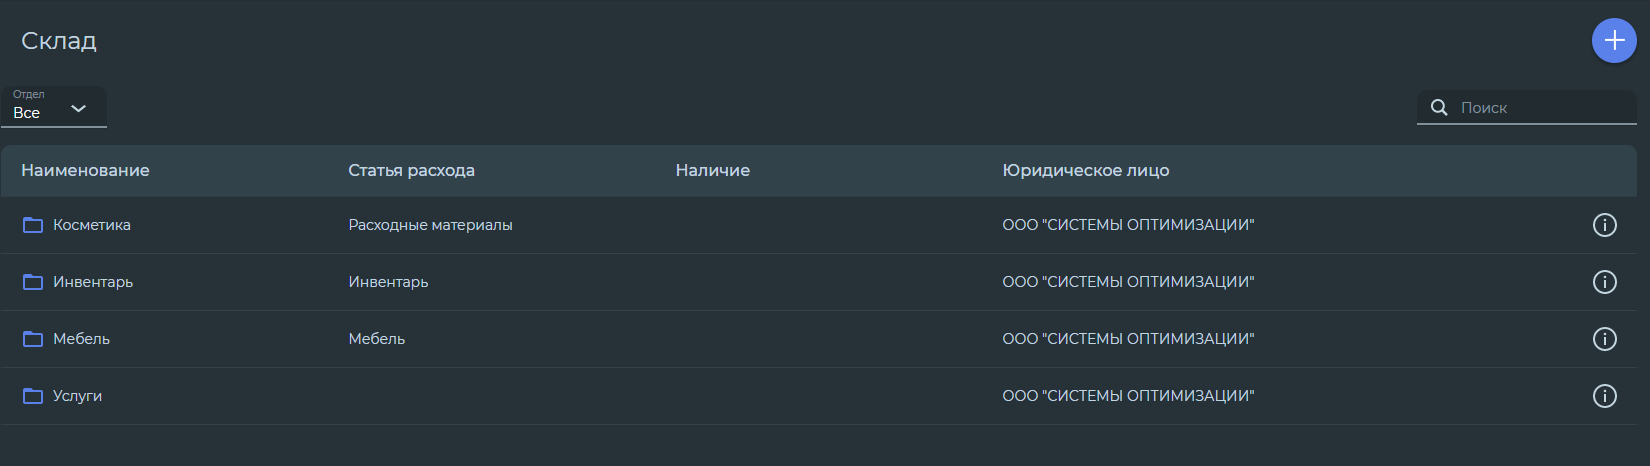 Склад
Отдел
Все
Поиск
Наименование Статья расхода Наличие Юридическое лицо
Косметика Расходные материалы ООО "СИСТЕМЫ ОПТИМИЗАЦИИ"
Инвентарь Инвентарь ООО "СИСТЕМЫ ОПТИМИЗАЦИИ"
Мебель Мебель ООО "СИСТЕМЫ ОПТИМИЗАЦИИ"
Услуги ООО "СИСТЕМЫ ОПТИМИЗАЦИИ"